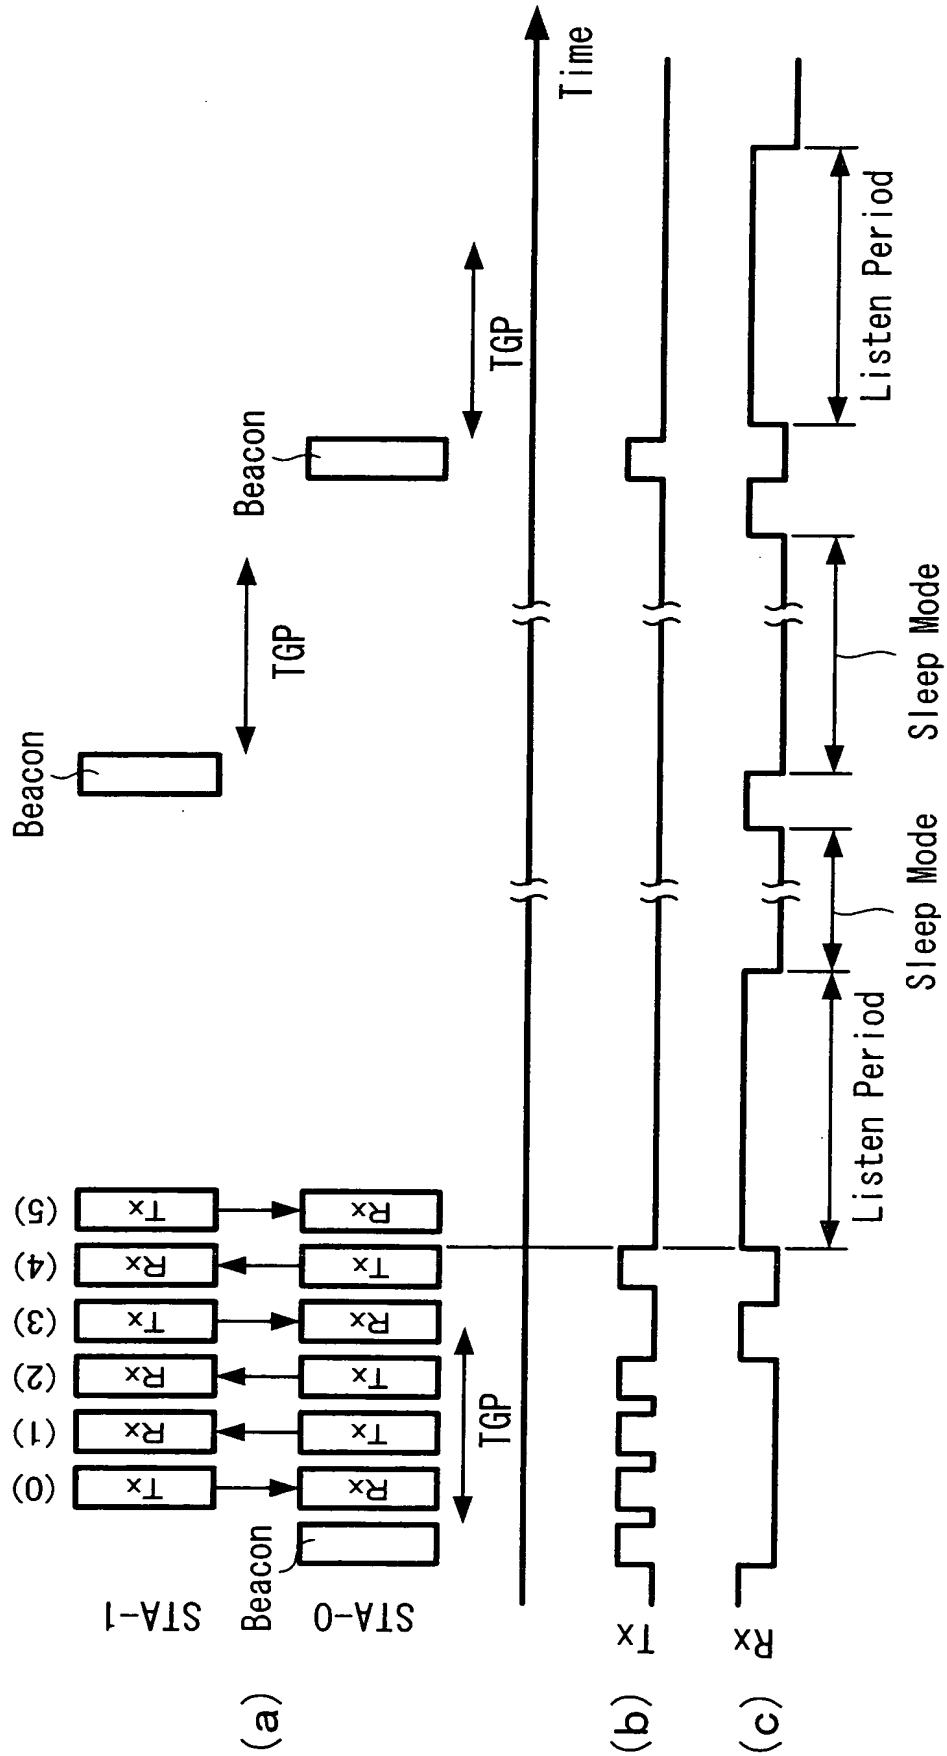 (a)
STA-1
STA-0
(0)
(1)
(2)
(3)
(4)
(5)
Tx
Rx
Rx
Tx
Rx
Tx
Beacon
Beacon
Rx
Tx
Tx
Rx
Tx
Rx
Beacon
TGP
TGP
TGP
Time
(b)
Tx
(c)
Rx
Listen Period
Sleep Mode
Sleep Mode
Listen Period